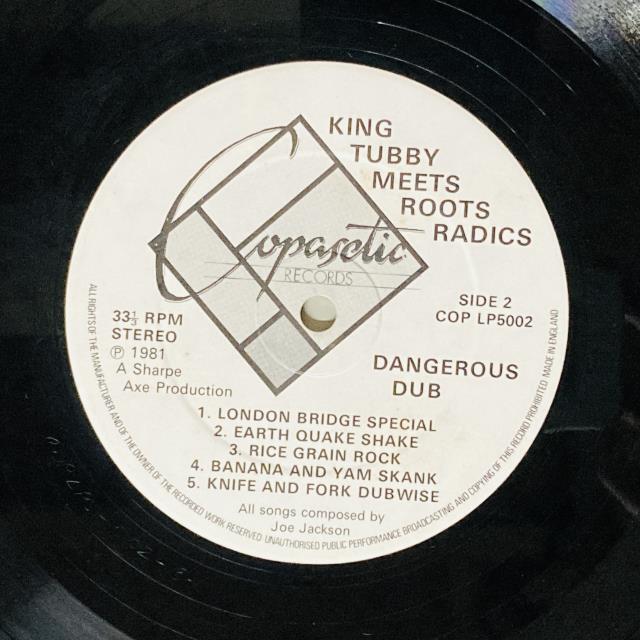 KING
TUBBY
MEETS
ROOTS
RADICS
Copasetic
RECORDS
SIDE 2
COP LP5002
33⅓ RPM
STEREO
℗ 1981
A Sharpe
Axe Production
DANGEROUS
DUB
1. LONDON BRIDGE SPECIAL
2. EARTH QUAKE SHAKE
3. RICE GRAIN ROCK
4. BANANA AND YAM SKANK
5. KNIFE AND FORK DUBWISE
All songs composed by
Joe Jackson
ALL RIGHTS OF THE MANUFACTURER AND OF THE OWNER OF THE RECORDED WORK RESERVED UNAUTHORISED PUBLIC PERFORMANCE BROADCASTING AND COPYING OF THIS RECORD PROHIBITED MADE IN ENGLAND